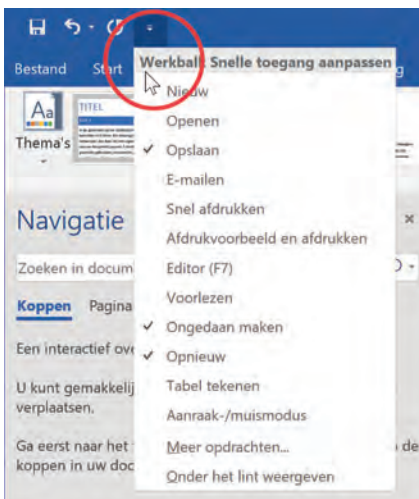 Bestand Start
Werkbalk Snelle toegang aanpassen
Nieuw
Openen
Opslaan
E-mailen
Snel afdrukken
Afdrukvoorbeeld en afdrukken
Editor (F7)
Voorlezen
Ongedaan maken
Opnieuw
Tabel tekenen
Aanraak-/muismodus
Meer opdrachten...
Onder het lint weergeven
Aa
TITEL
Thema's
Navigatie
Zoeken in docum
Koppen Pagina
Een interactief ove
U kunt gemakkelij
verplaatsen.
Ga eerst naar het
koppen in uw doc